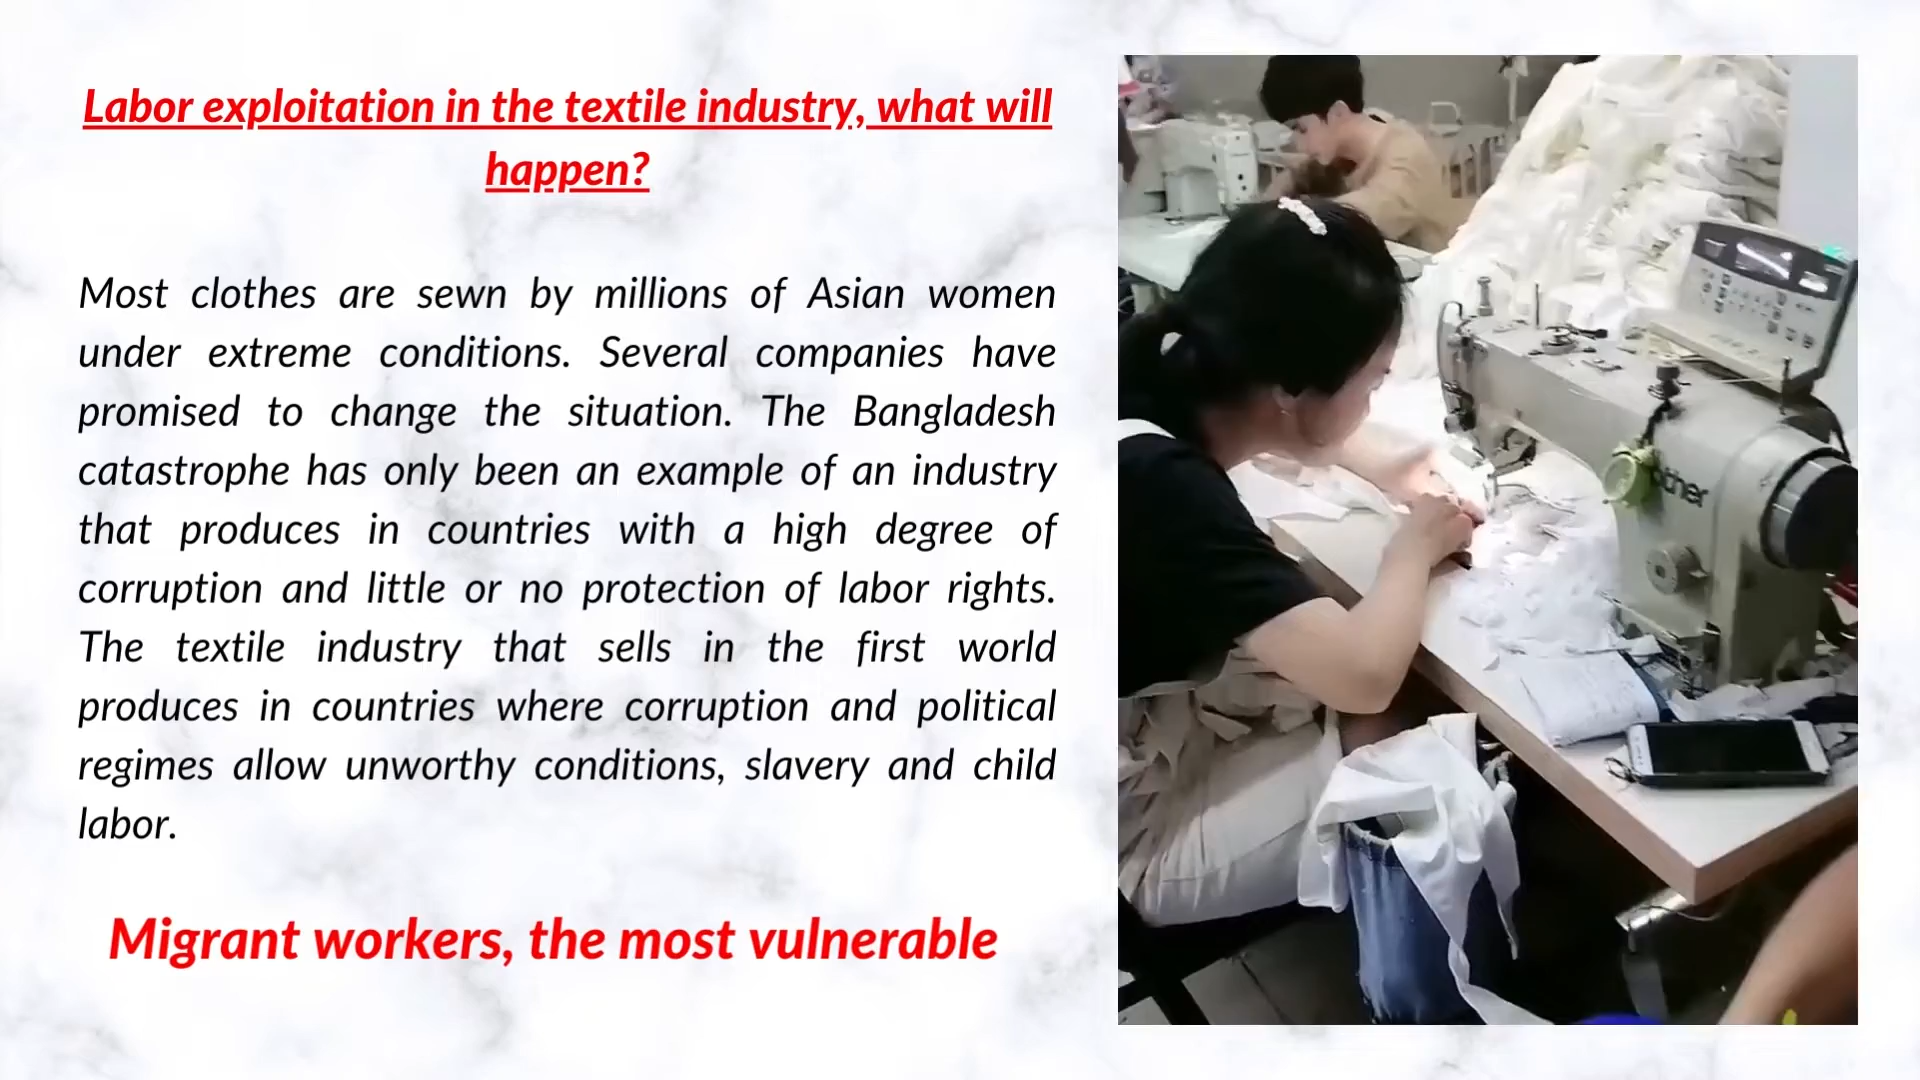 Labor exploitation in the textile industry, what will
happen?
Most clothes are sewn by millions of Asian women
under extreme conditions. Several companies have
promised to change the situation. The Bangladesh
catastrophe has only been an example of an industry
that produces in countries with a high degree of
corruption and little or no protection of labor rights.
The textile industry that sells in the first world
produces in countries where corruption and political
regimes allow unworthy conditions, slavery and child
labor.
Migrant workers, the most vulnerable